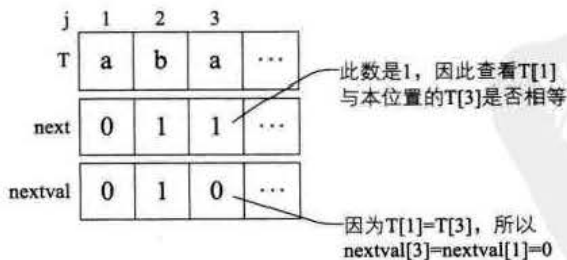 j 1 2 3
T a b a …
此数是1，因此查看T[1]
与本位置的T[3]是否相等
next 0 1 1 …
nextval 0 1 0 …
因为T[1]=T[3]，所以
nextval[3]=nextval[1]=0